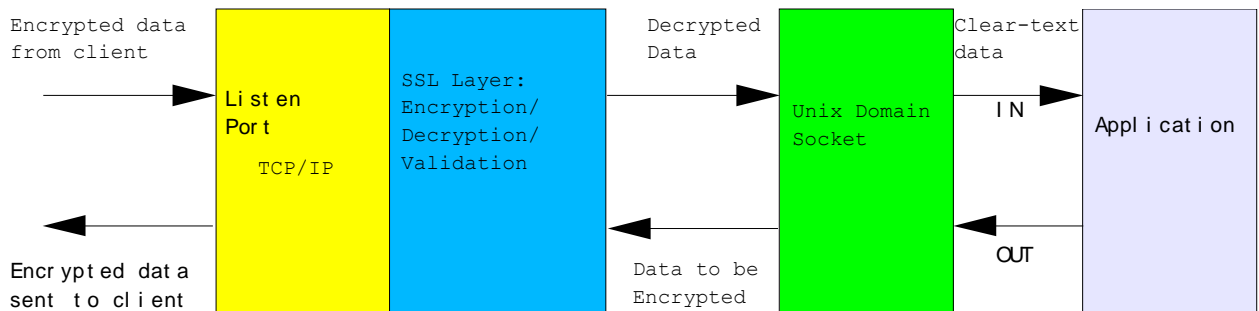 Encrypted data
from client
Listen
Port
TCP/IP
SSL Layer:
Encryption/
Decryption/
Validation
Decrypted
Data
Unix Domain
Socket
Clear-text
data
IN
Application
Encrypted data
sent to client
Data to be
Encrypted
OUT